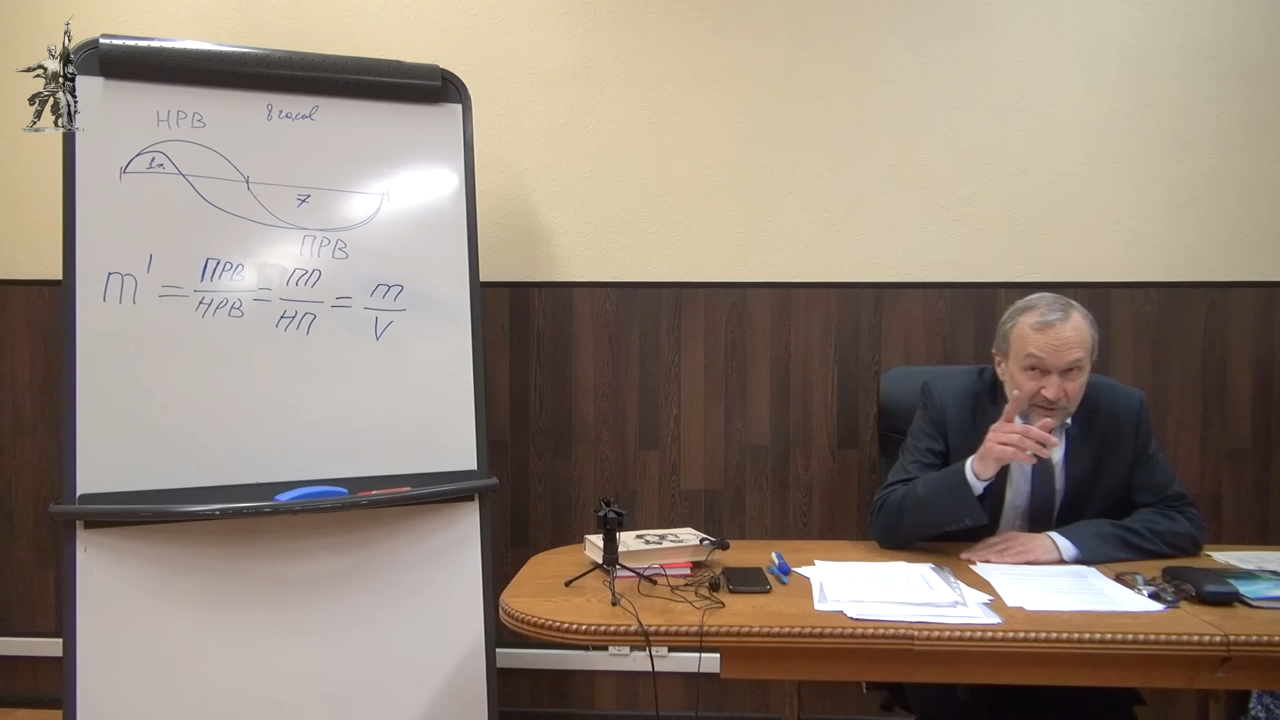 НРВ 8 часов
1ч. 7
ПРВ
m' = ПРВ/НРВ = ПП/НП = m/v